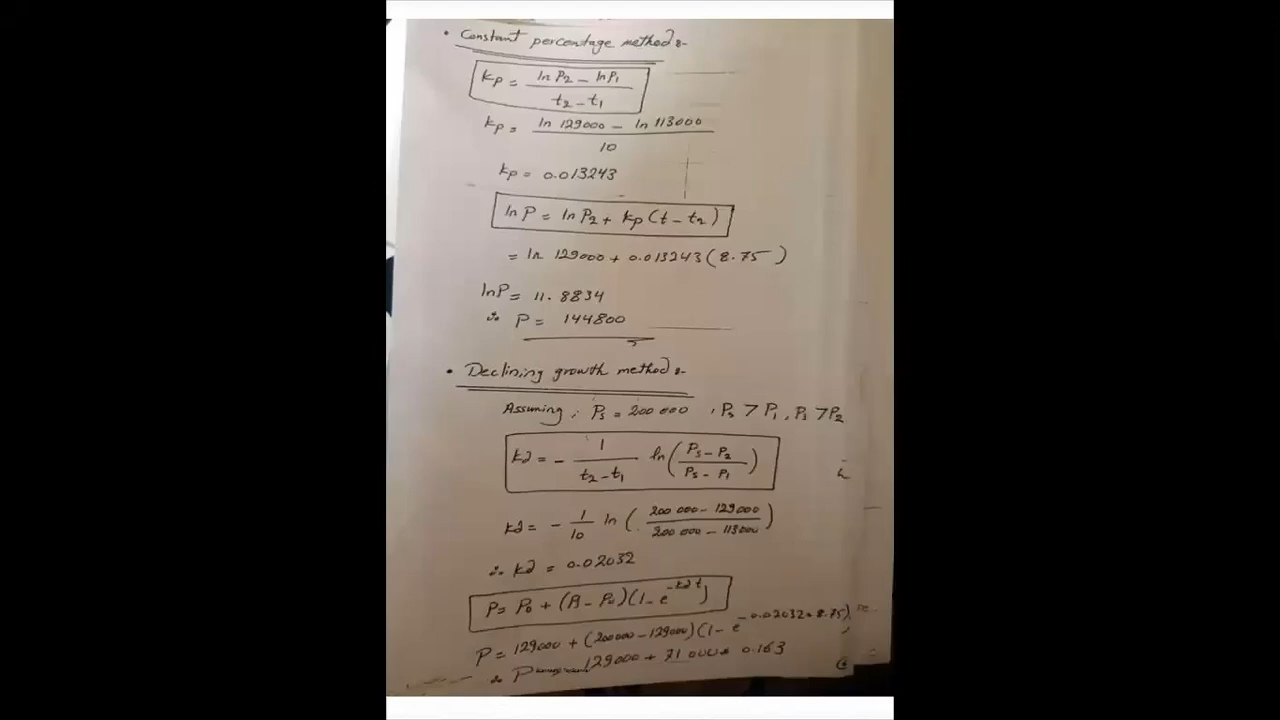 • Constant percentage method :-
kp = ln P2 - ln P1 / t2 - t1
kp = ln 129000 - ln 113000 / 10
kp = 0.013243
ln P = ln P2 + kp (t - t2)
= ln 129000 + 0.013243 (8.75)
ln P = 11.8834
∴ P = 144800
• Declining growth method :-
Assuming : Ps = 200 000 , Ps > P1 , Ps > P2
kd = - 1 / t2 - t1 ln ( Ps - P2 / Ps - P1 )
kd = - 1 / 10 ln ( 200 000 - 129000 / 200 000 - 113000 )
∴ kd = 0.02032
P = P0 + (Ps - P0) (1 - e^-kd t)
P = 129000 + (200000 - 129000) (1 - e^-0.02032*8.75)
∴ P 129000 + 71 000 * 0.163